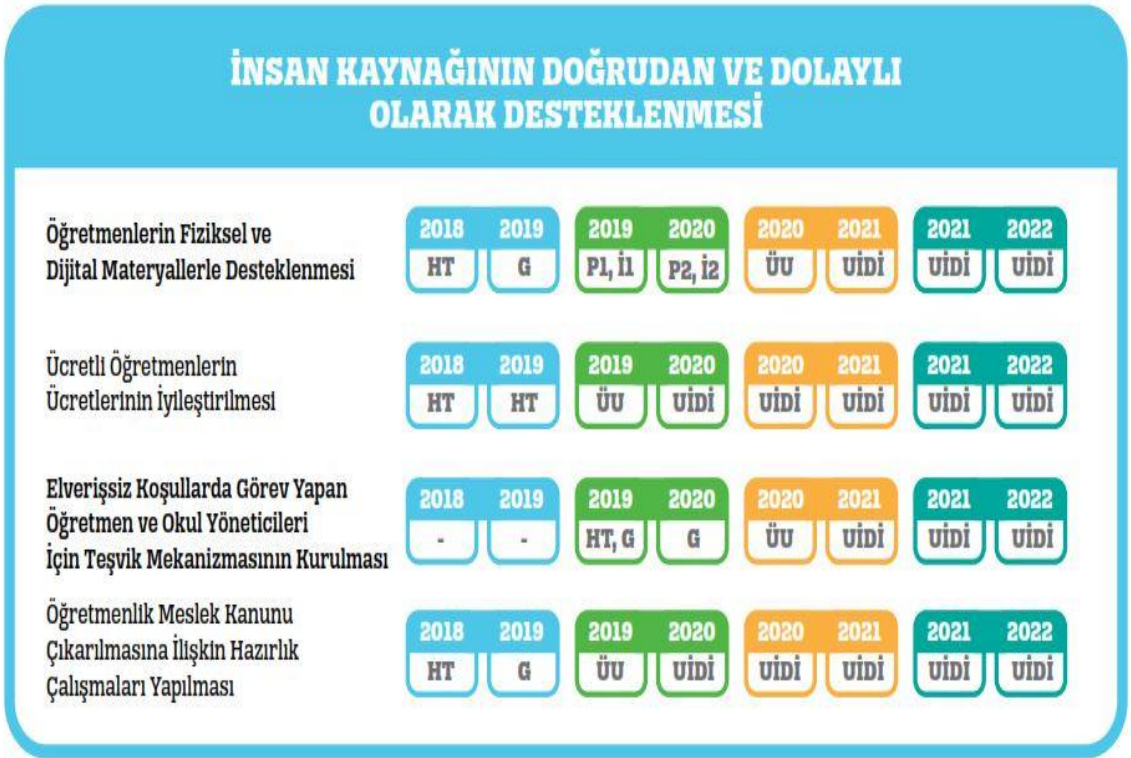 İNSAN KAYNAĞININ DOĞRUDAN VE DOLAYLI
OLARAK DESTEKLENMESİ
Öğretmenlerin Fiziksel ve
Dijital Materyallerle Desteklenmesi
2018 2019 2019 2020 2020 2021 2021 2022
HT G P1, İ1 P2, İ2 ÜU UİDİ UİDİ UİDİ
Ücretli Öğretmenlerin
Ücretlerinin İyileştirilmesi
2018 2019 2019 2020 2020 2021 2021 2022
HT HT ÜU UİDİ UİDİ UİDİ UİDİ UİDİ
Elverişsiz Koşullarda Görev Yapan
Öğretmen ve Okul Yöneticileri
İçin Teşvik Mekanizmasının Kurulması
2018 2019 2019 2020 2020 2021 2021 2022
- - HT, G G ÜU UİDİ UİDİ UİDİ
Öğretmenlik Meslek Kanunu
Çıkarılmasına İlişkin Hazırlık
Çalışmaları Yapılması
2018 2019 2019 2020 2020 2021 2021 2022
HT G ÜU UİDİ UİDİ UİDİ UİDİ UİDİ